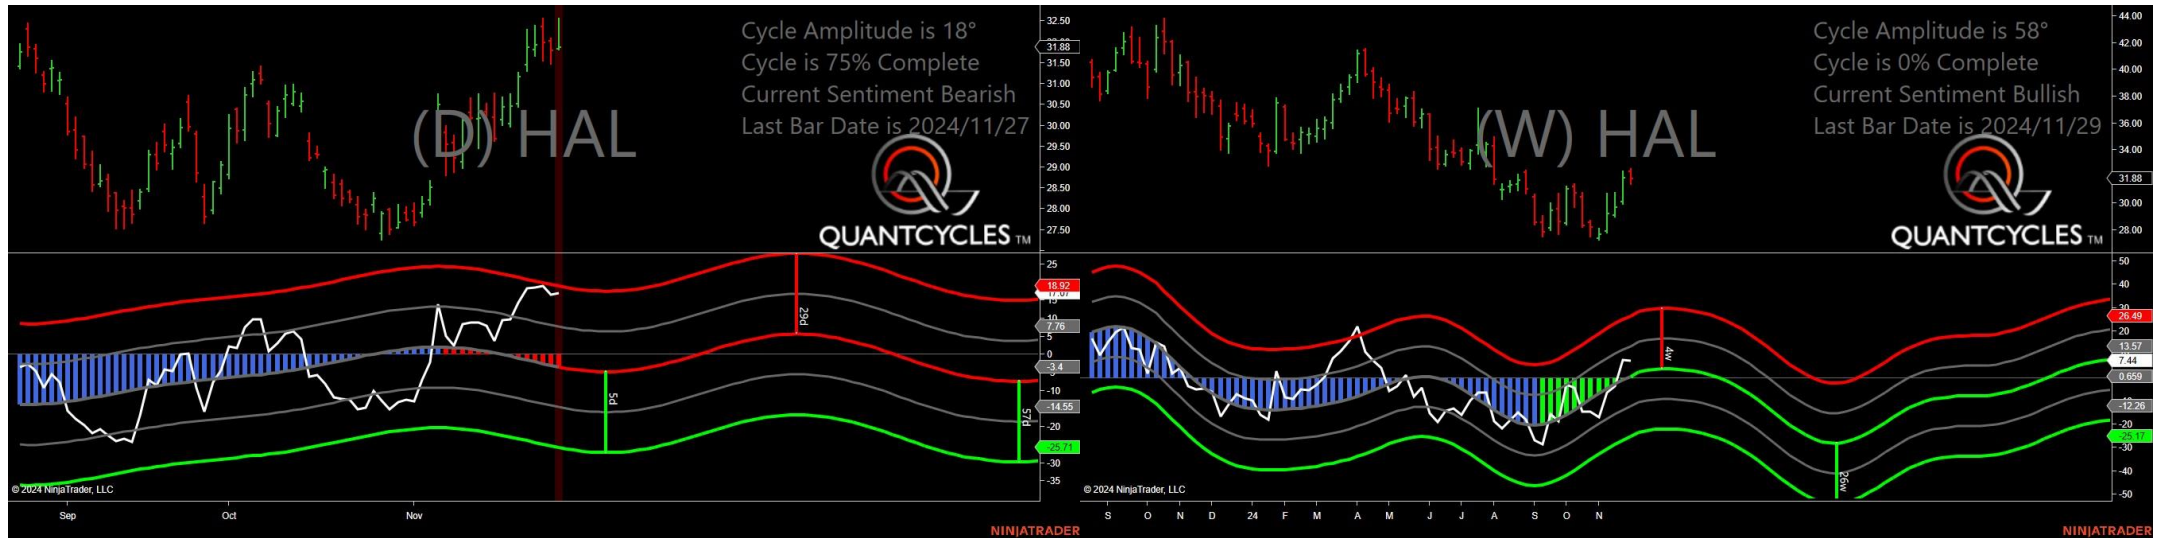 Cycle Amplitude is 18°
Cycle is 75% Complete
Current Sentiment Bearish
Last Bar Date is 2024/11/27
(D) HAL
QUANTCYCLES TM
32.50
31.88
31.50
31.00
30.50
30.00
29.50
29.00
28.50
28.00
27.50
25
18.92
15
10
7.76
5
0
-3.4
-10
-14.55
-20
-25.71
-30
-35
5d
29d
57d
© 2024 NinjaTrader, LLC
Sep
Oct
Nov
NINJATRADER
Cycle Amplitude is 58°
Cycle is 0% Complete
Current Sentiment Bullish
Last Bar Date is 2024/11/29
(W) HAL
QUANTCYCLES TM
44.00
42.00
40.00
38.00
36.00
34.00
31.88
30.00
28.00
50
40
30
26.49
20
13.57
7.44
0.659
-12.26
-20
-25.17
-30
-40
-50
4w
26w
© 2024 NinjaTrader, LLC
S
O
N
D
24
F
M
A
M
J
J
A
S
O
N
NINJATRADER